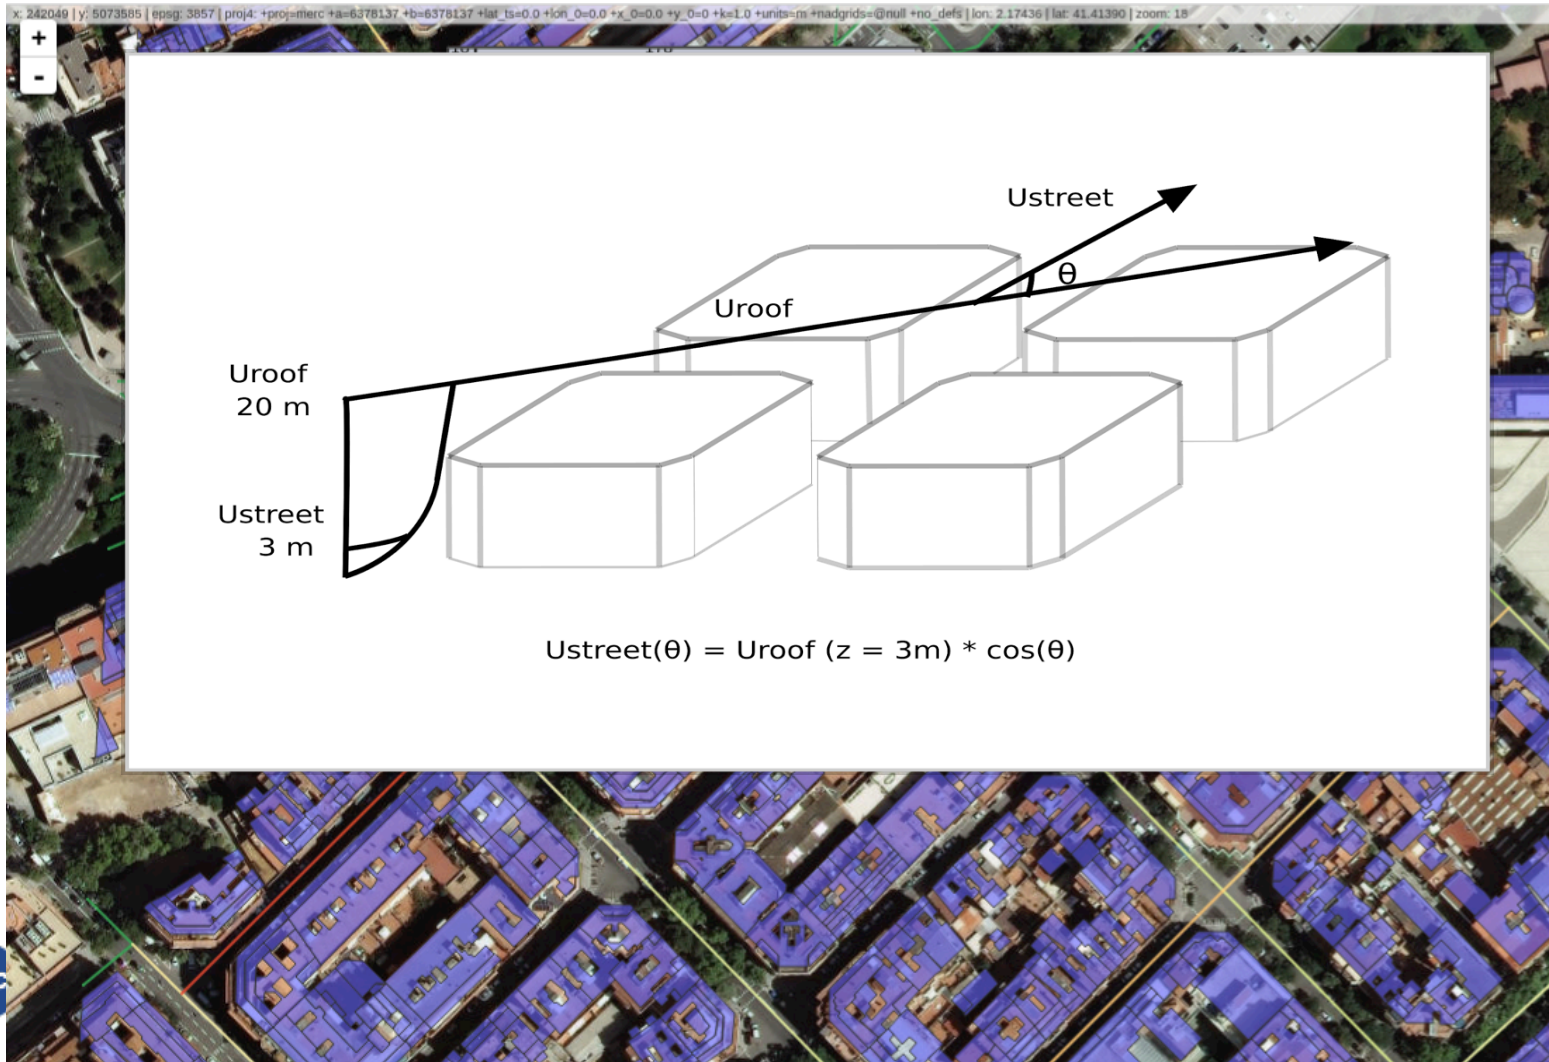 x: 242049 | y: 5073585 | epsg: 3857 | proj4: +proj=merc +a=6378137 +b=6378137 +lat_ts=0.0 +lon_0=0.0 +x_0=0.0 +y_0=0 +k=1.0 +units=m +nadgrids=@null +no_defs | lon: 2.17436 | lat: 41.41390 | zoom: 18
+
-
Ustreet
θ
Uroof
Uroof
20 m
Ustreet
3 m
Ustreet(θ) = Uroof (z = 3m) * cos(θ)